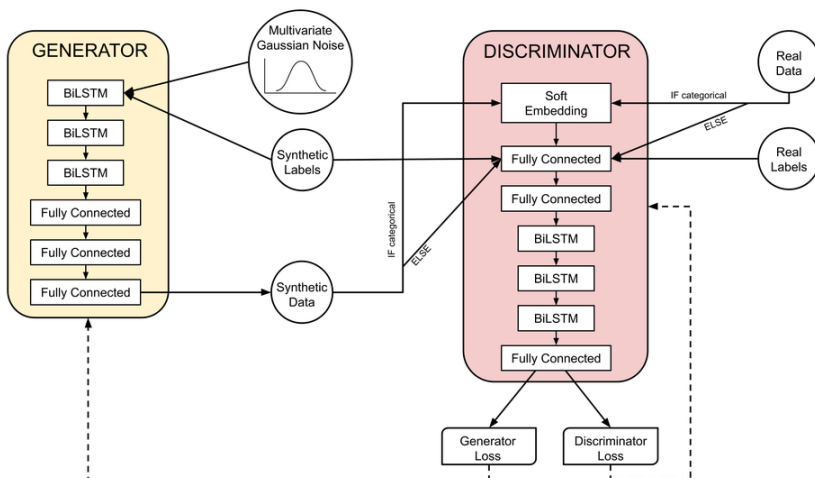 GENERATOR
BiLSTM
BiLSTM
BiLSTM
Fully Connected
Fully Connected
Fully Connected
Multivariate
Gaussian Noise
Synthetic
Labels
Synthetic
Data
IF categorical
ELSE
DISCRIMINATOR
Soft
Embedding
Fully Connected
Fully Connected
BiLSTM
BiLSTM
BiLSTM
Fully Connected
Generator
Loss
Discriminator
Loss
IF categorical
ELSE
Real
Data
Real
Labels